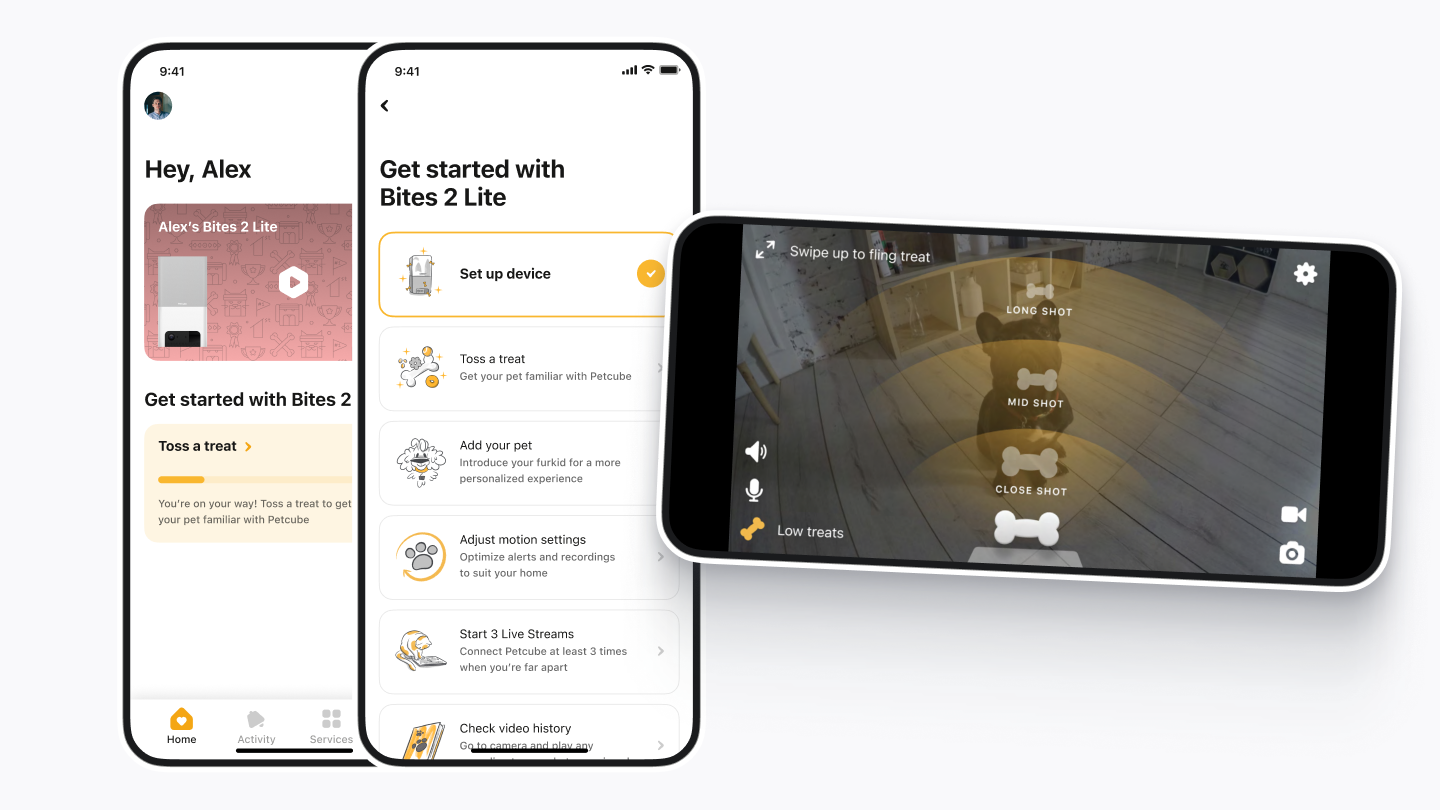 9:41
Hey, Alex
Alex's Bites 2 Lite
Get started with Bites 2
Toss a treat
You're on your way! Toss a treat to get
your pet familiar with Petcube
Home
Activity
Services
9:41
Get started with
Bites 2 Lite
Set up device
Toss a treat
Get your pet familiar with Petcube
Add your pet
Introduce your furkid for a more
personalized experience
Adjust motion settings
Optimize alerts and recordings
to suit your home
Start 3 Live Streams
Connect Petcube at least 3 times
when you're far apart
Check video history
Go to camera and play any
Swipe up to fling treat
LONG SHOT
MID SHOT
CLOSE SHOT
Low treats